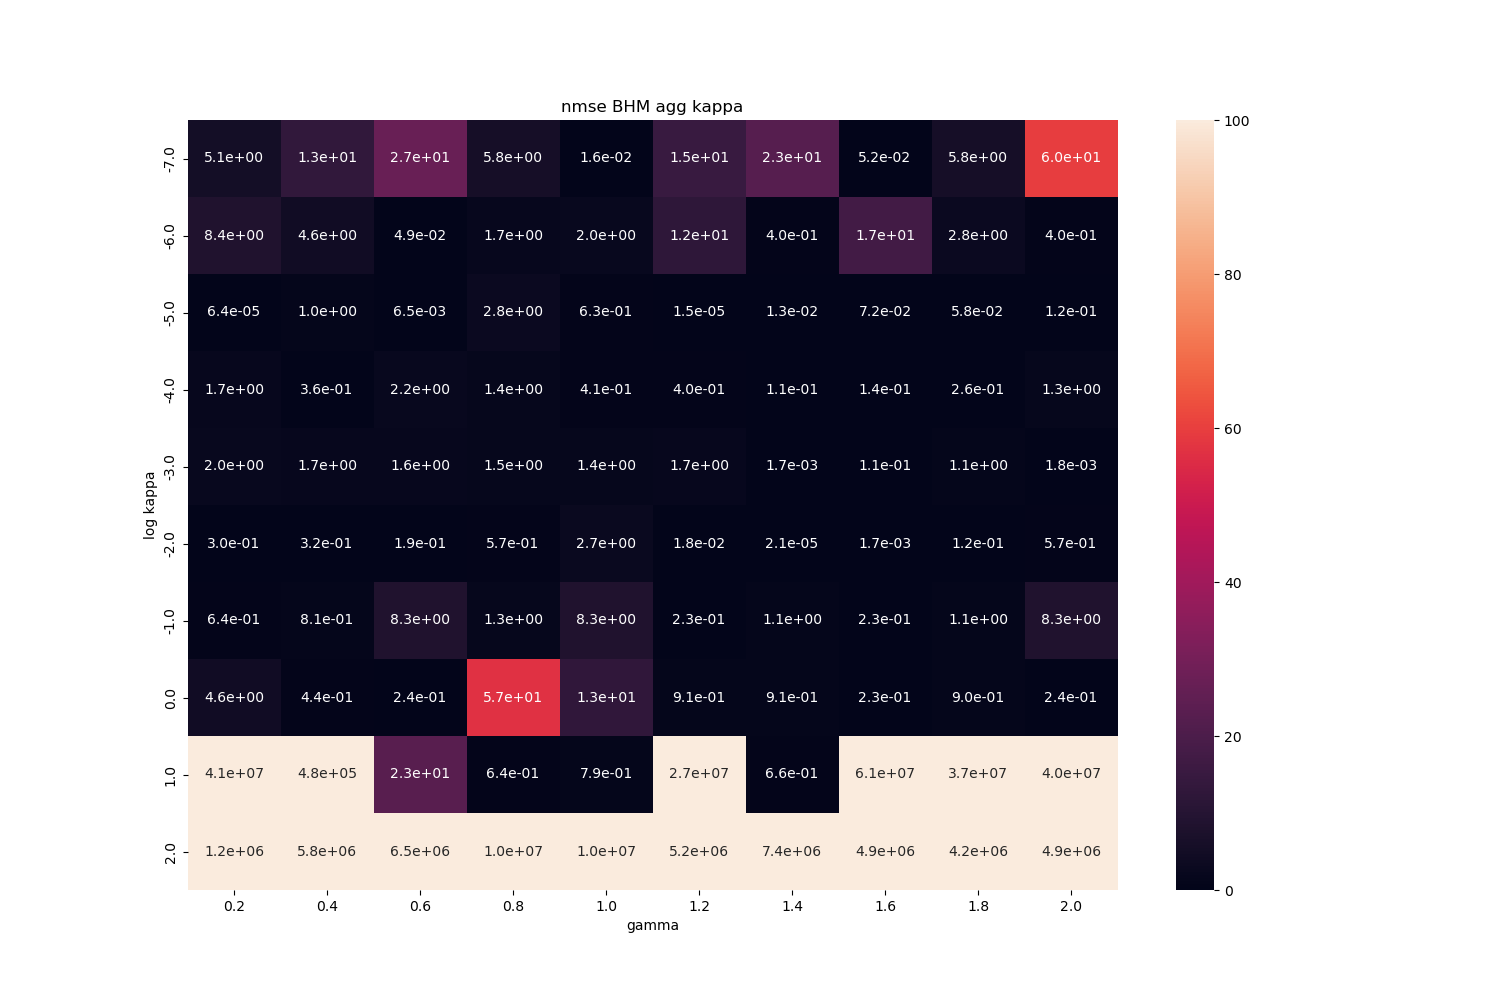 nmse BHM agg kappa
-7.0 5.1e+00 1.3e+01 2.7e+01 5.8e+00 1.6e-02 1.5e+01 2.3e+01 5.2e-02 5.8e+00 6.0e+01
-6.0 8.4e+00 4.6e+00 4.9e-02 1.7e+00 2.0e+00 1.2e+01 4.0e-01 1.7e+01 2.8e+00 4.0e-01
-5.0 6.4e-05 1.0e+00 6.5e-03 2.8e+00 6.3e-01 1.5e-05 1.3e-02 7.2e-02 5.8e-02 1.2e-01
-4.0 1.7e+00 3.6e-01 2.2e+00 1.4e+00 4.1e-01 4.0e-01 1.1e-01 1.4e-01 2.6e-01 1.3e+00
-3.0 2.0e+00 1.7e+00 1.6e+00 1.5e+00 1.4e+00 1.7e+00 1.7e-03 1.1e-01 1.1e+00 1.8e-03
-2.0 3.0e-01 3.2e-01 1.9e-01 5.7e-01 2.7e+00 1.8e-02 2.1e-05 1.7e-03 1.2e-01 5.7e-01
-1.0 6.4e-01 8.1e-01 8.3e+00 1.3e+00 8.3e+00 2.3e-01 1.1e+00 2.3e-01 1.1e+00 8.3e+00
0.0 4.6e+00 4.4e-01 2.4e-01 5.7e+01 1.3e+01 9.1e-01 9.1e-01 2.3e-01 9.0e-01 2.4e-01
1.0 4.1e+07 4.8e+05 2.3e+01 6.4e-01 7.9e-01 2.7e+07 6.6e-01 6.1e+07 3.7e+07 4.0e+07
2.0 1.2e+06 5.8e+06 6.5e+06 1.0e+07 1.0e+07 5.2e+06 7.4e+06 4.9e+06 4.2e+06 4.9e+06
0.2 0.4 0.6 0.8 1.0 1.2 1.4 1.6 1.8 2.0
gamma
log kappa
100
80
60
40
20
0